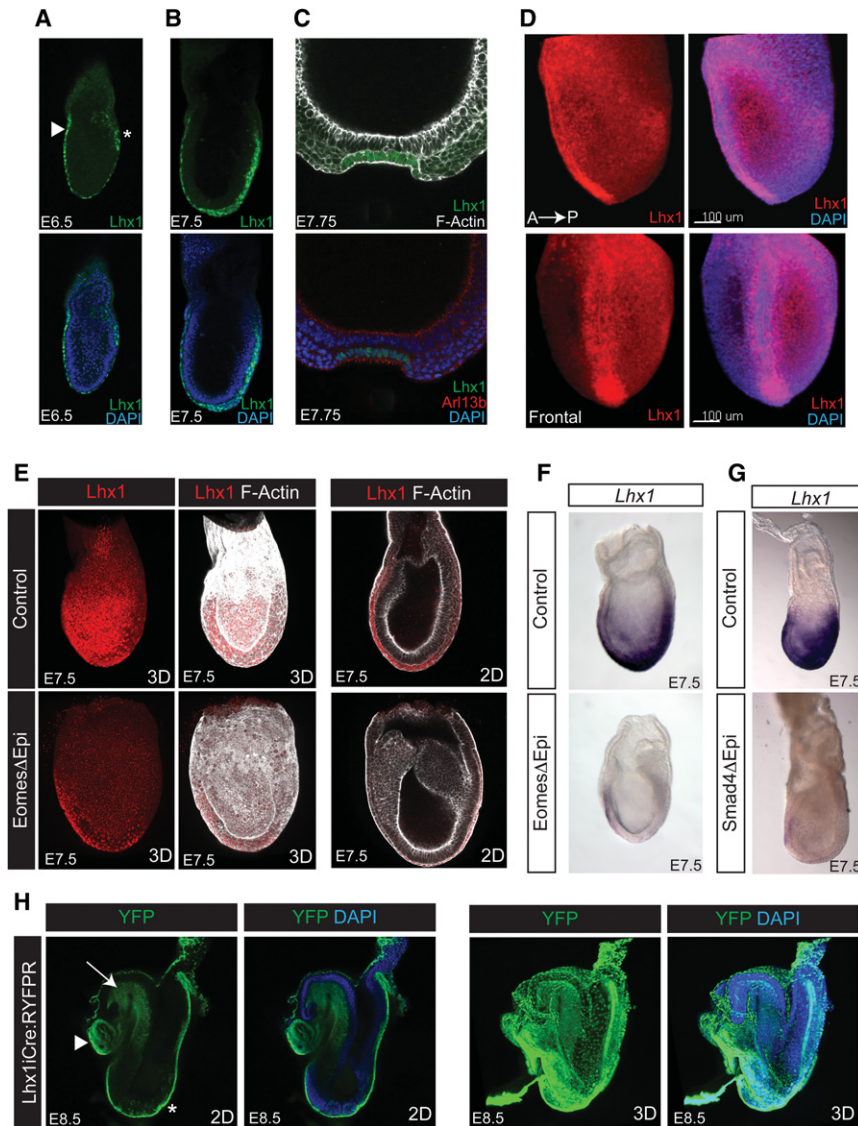 A
B
C
D
E6.5 Lhx1
E7.5 Lhx1
Lhx1
F-Actin
E7.75
A→P Lhx1
Lhx1
DAPI
100 um
E6.5 Lhx1
DAPI
E7.5 Lhx1
DAPI
Lhx1
Arl13b
DAPI
E7.75
Frontal Lhx1
Lhx1
DAPI
100 um
E
F
G
Lhx1
Lhx1 F-Actin
Lhx1 F-Actin
Lhx1
Lhx1
Control
E7.5 3D
E7.5 3D
E7.5 2D
Control
E7.5
Control
E7.5
EomesΔEpi
E7.5 3D
E7.5 3D
E7.5 2D
EomesΔEpi
E7.5
Smad4ΔEpi
E7.5
H
YFP
YFP DAPI
YFP
YFP DAPI
Lhx1iCre:RYFPR
E8.5 * 2D
E8.5 2D
E8.5 3D
E8.5 3D